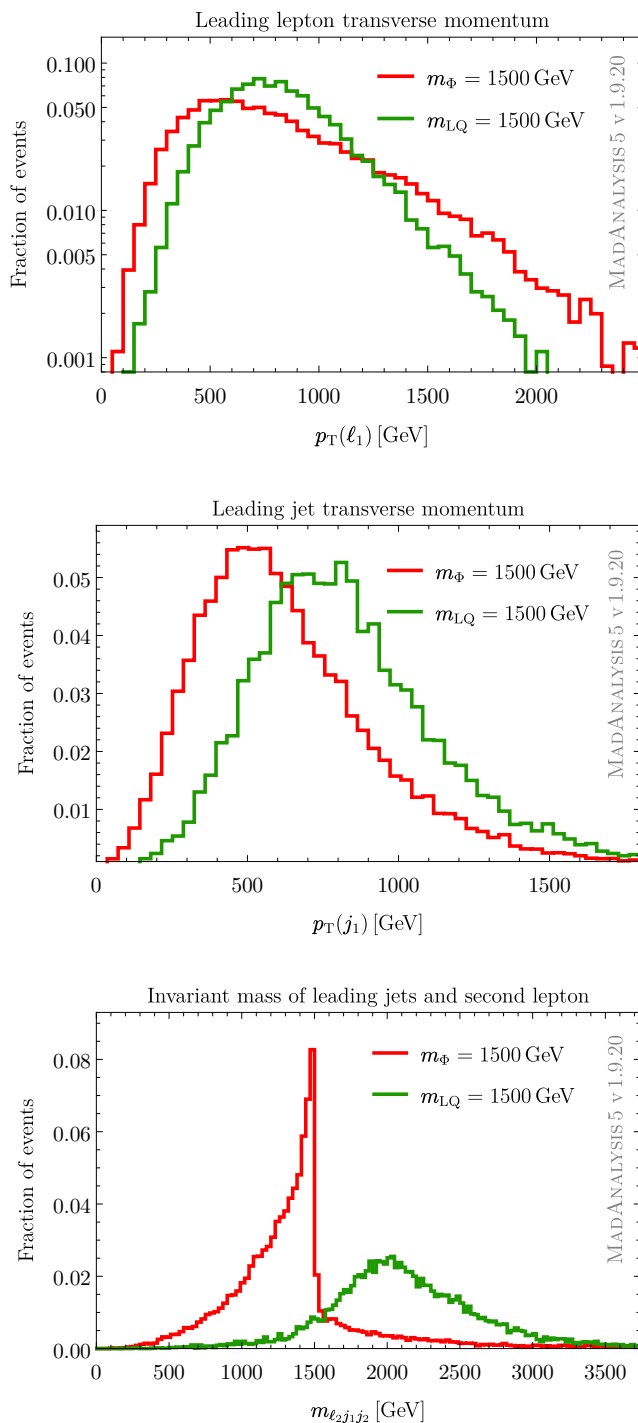 Leading lepton transverse momentum
0.100
0.050
0.010
0.005
0.001
Fraction of events
m_Φ = 1500 GeV
m_LQ = 1500 GeV
MADANALYSIS 5 v 1.9.20
0 500 1000 1500 2000
p_T(ℓ_1) [GeV]
Leading jet transverse momentum
0.05
0.04
0.03
0.02
0.01
Fraction of events
m_Φ = 1500 GeV
m_LQ = 1500 GeV
MADANALYSIS 5 v 1.9.20
0 500 1000 1500
p_T(j_1) [GeV]
Invariant mass of leading jets and second lepton
0.08
0.06
0.04
0.02
0.00
Fraction of events
m_Φ = 1500 GeV
m_LQ = 1500 GeV
MADANALYSIS 5 v 1.9.20
0 500 1000 1500 2000 2500 3000 3500
m_ℓ_2j_1j_2 [GeV]